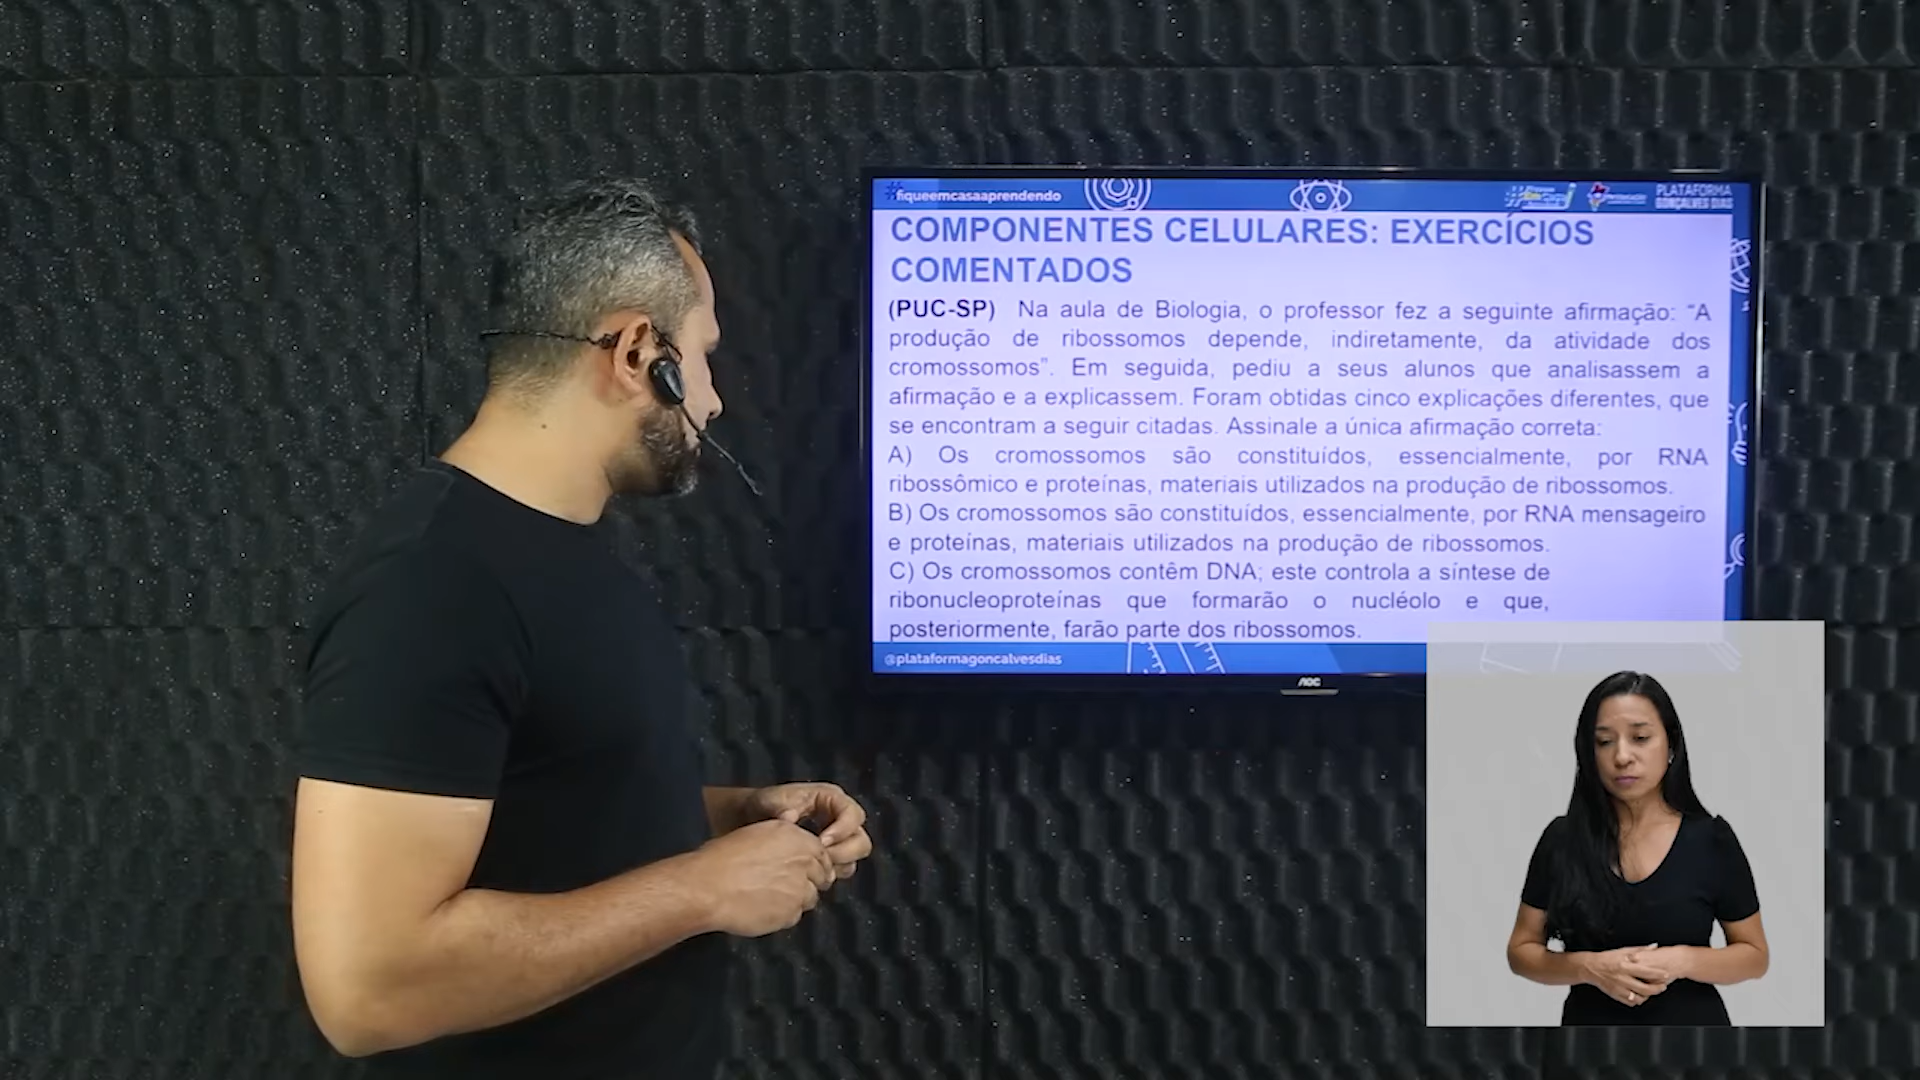 #fiqueemcasaaprendendo
PLATAFORMA
GONÇALVES DIAS
COMPONENTES CELULARES: EXERCÍCIOS
COMENTADOS
(PUC-SP) Na aula de Biologia, o professor fez a seguinte afirmação: “A
produção de ribossomos depende, indiretamente, da atividade dos
cromossomos”. Em seguida, pediu a seus alunos que analisassem a
afirmação e a explicassem. Foram obtidas cinco explicações diferentes, que
se encontram a seguir citadas. Assinale a única afirmação correta:
A) Os cromossomos são constituídos, essencialmente, por RNA
ribossômico e proteínas, materiais utilizados na produção de ribossomos.
B) Os cromossomos são constituídos, essencialmente, por RNA mensageiro
e proteínas, materiais utilizados na produção de ribossomos.
C) Os cromossomos contêm DNA; este controla a síntese de
ribonucleoproteínas que formarão o nucléolo e que,
posteriormente, farão parte dos ribossomos.
@plataformagoncalvesdias
AOC